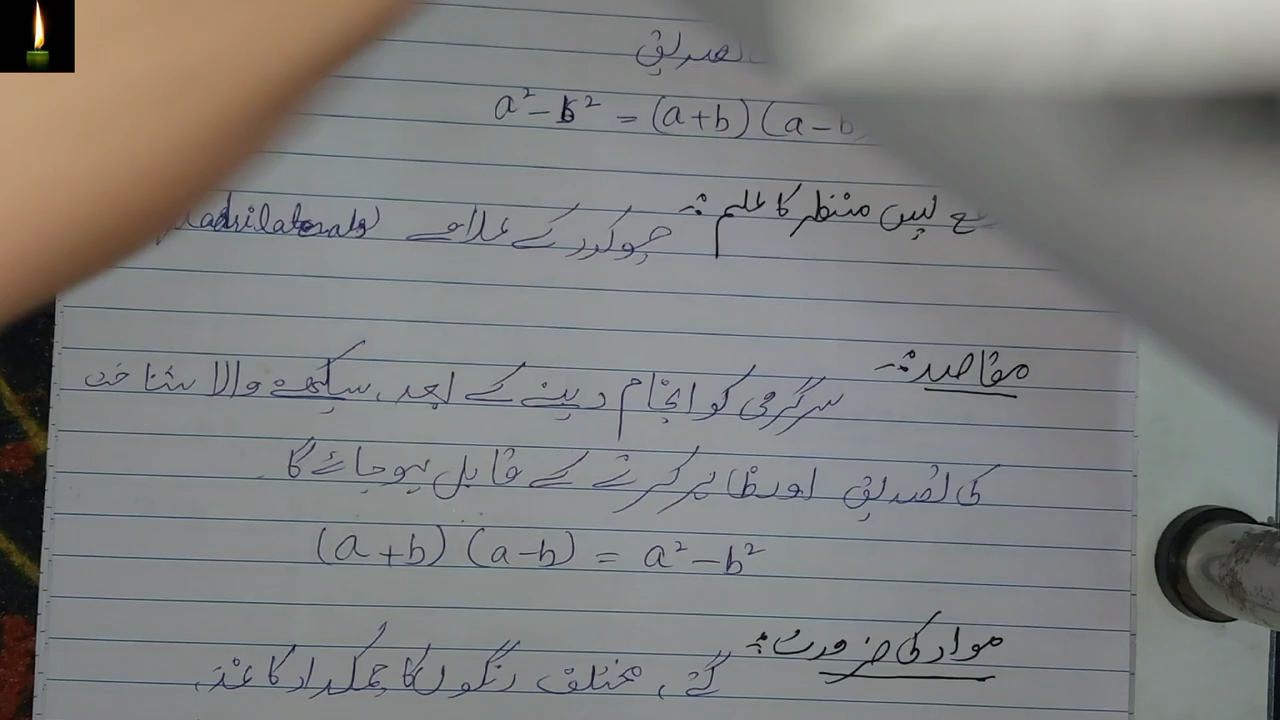 تصدیق
a² - b² = (a+b) (a-b
پس منظر کا علم :-
چوکور کے علاقے
مقاصد :-
سرگرمی کو انجام دینے کے بعد، سیکھنے والا شناخت
کی تصدیق اور ظاہر کرنے کے قابل ہو جائے گا
(a+b) (a-b) = a² - b²
مواد کی ضرورت :-
گتے، مختلف رنگوں کا چمکدار کاغذ،